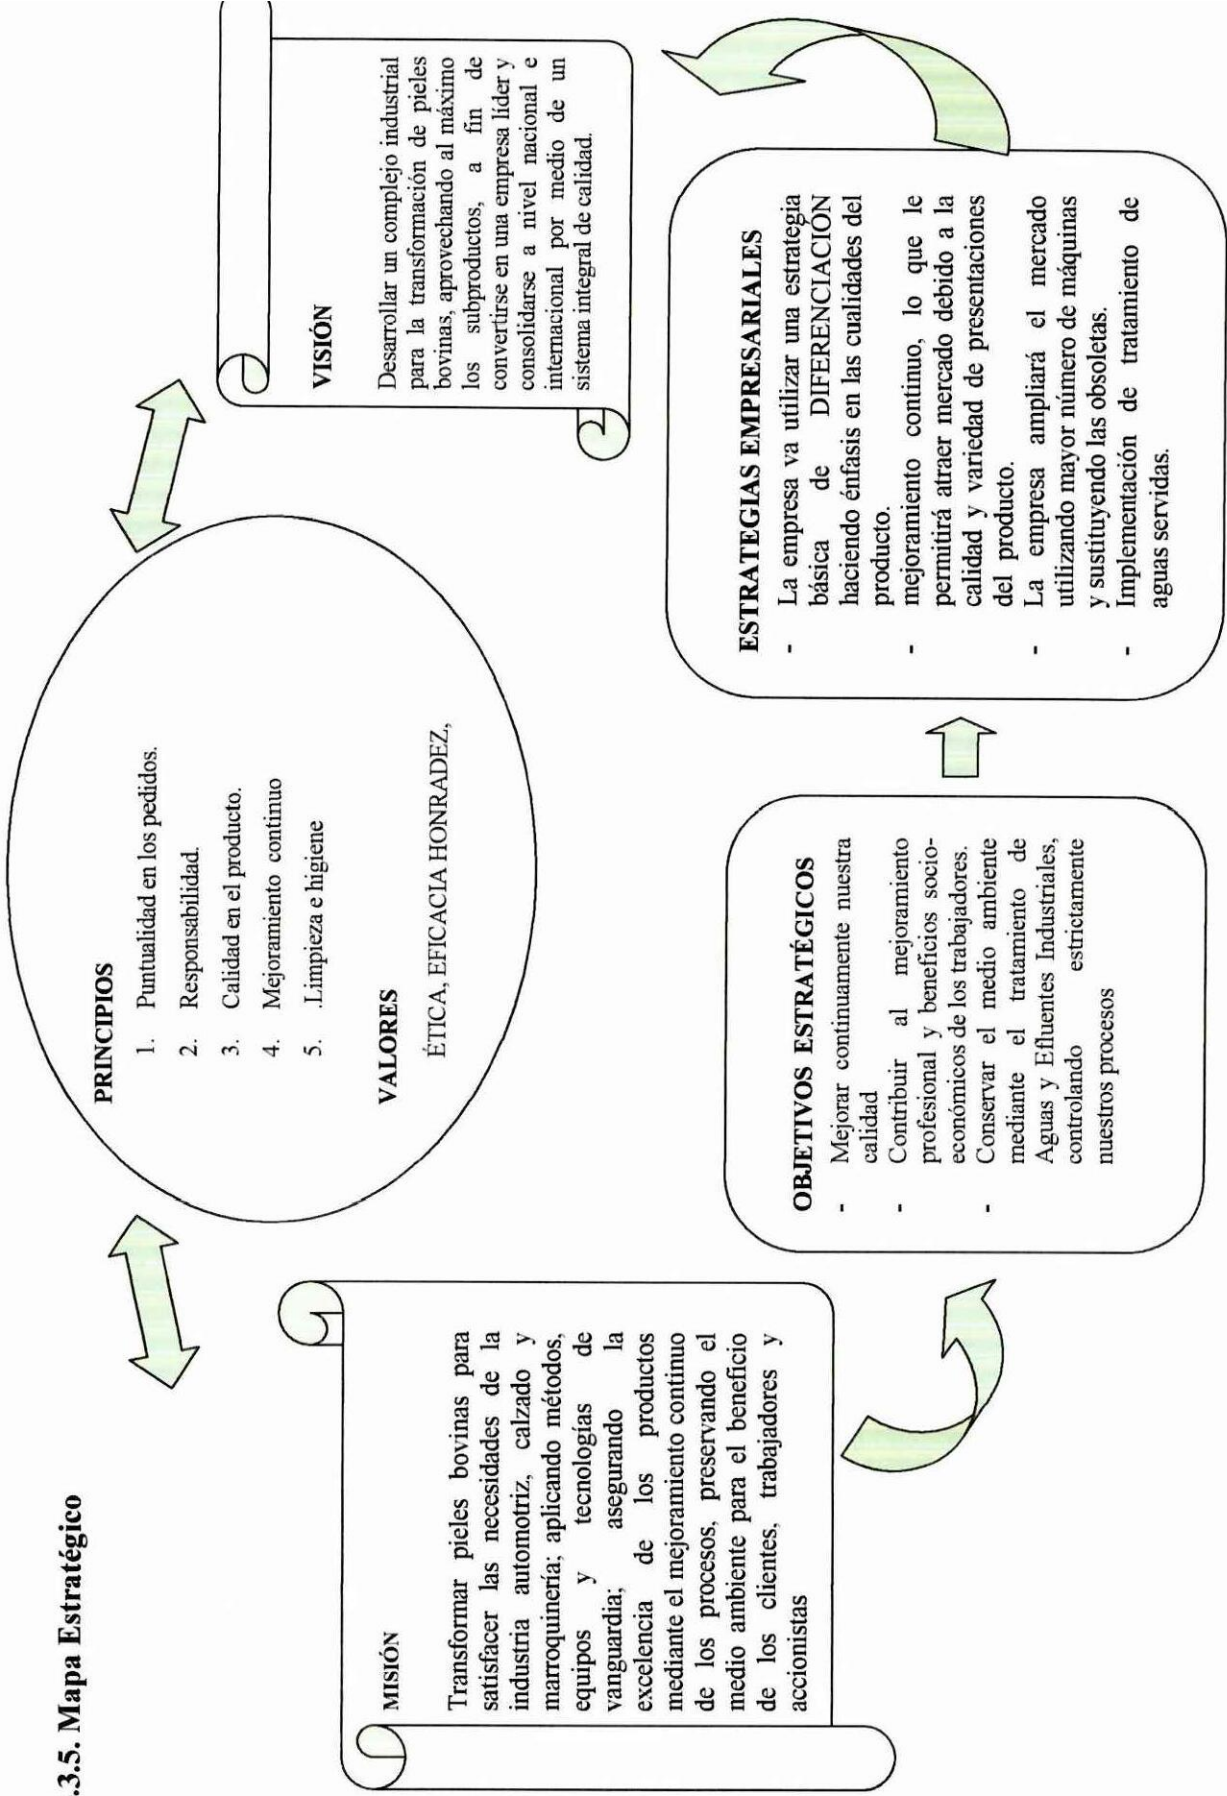 .3.5. Mapa Estratégico
MISIÓN
Transformar pieles bovinas para
satisfacer las necesidades de la
industria automotriz, calzado y
marroquinería; aplicando métodos,
equipos y tecnologías de
vanguardia; asegurando la
excelencia de los productos
mediante el mejoramiento continuo
de los procesos, preservando el
medio ambiente para el beneficio
de los clientes, trabajadores y
accionistas
PRINCIPIOS
1. Puntualidad en los pedidos.
2. Responsabilidad.
3. Calidad en el producto.
4. Mejoramiento continuo
5. .Limpieza e higiene
VALORES
ÉTICA, EFICACIA HONRADEZ,
VISIÓN
Desarrollar un complejo industrial
para la transformación de pieles
bovinas, aprovechando al máximo
los subproductos, a fin de
convertirse en una empresa líder y
consolidarse a nivel nacional e
internacional por medio de un
sistema integral de calidad.
OBJETIVOS ESTRATÉGICOS
- Mejorar continuamente nuestra
calidad
- Contribuir al mejoramiento
profesional y beneficios socio-
económicos de los trabajadores.
- Conservar el medio ambiente
mediante el tratamiento de
Aguas y Efluentes Industriales,
controlando estrictamente
nuestros procesos
ESTRATEGIAS EMPRESARIALES
- La empresa va utilizar una estrategia
básica de DIFERENCIACIÓN
haciendo énfasis en las cualidades del
producto.
- mejoramiento continuo, lo que le
permitirá atraer mercado debido a la
calidad y variedad de presentaciones
del producto.
- La empresa ampliará el mercado
utilizando mayor número de máquinas
y sustituyendo las obsoletas.
- Implementación de tratamiento de
aguas servidas.